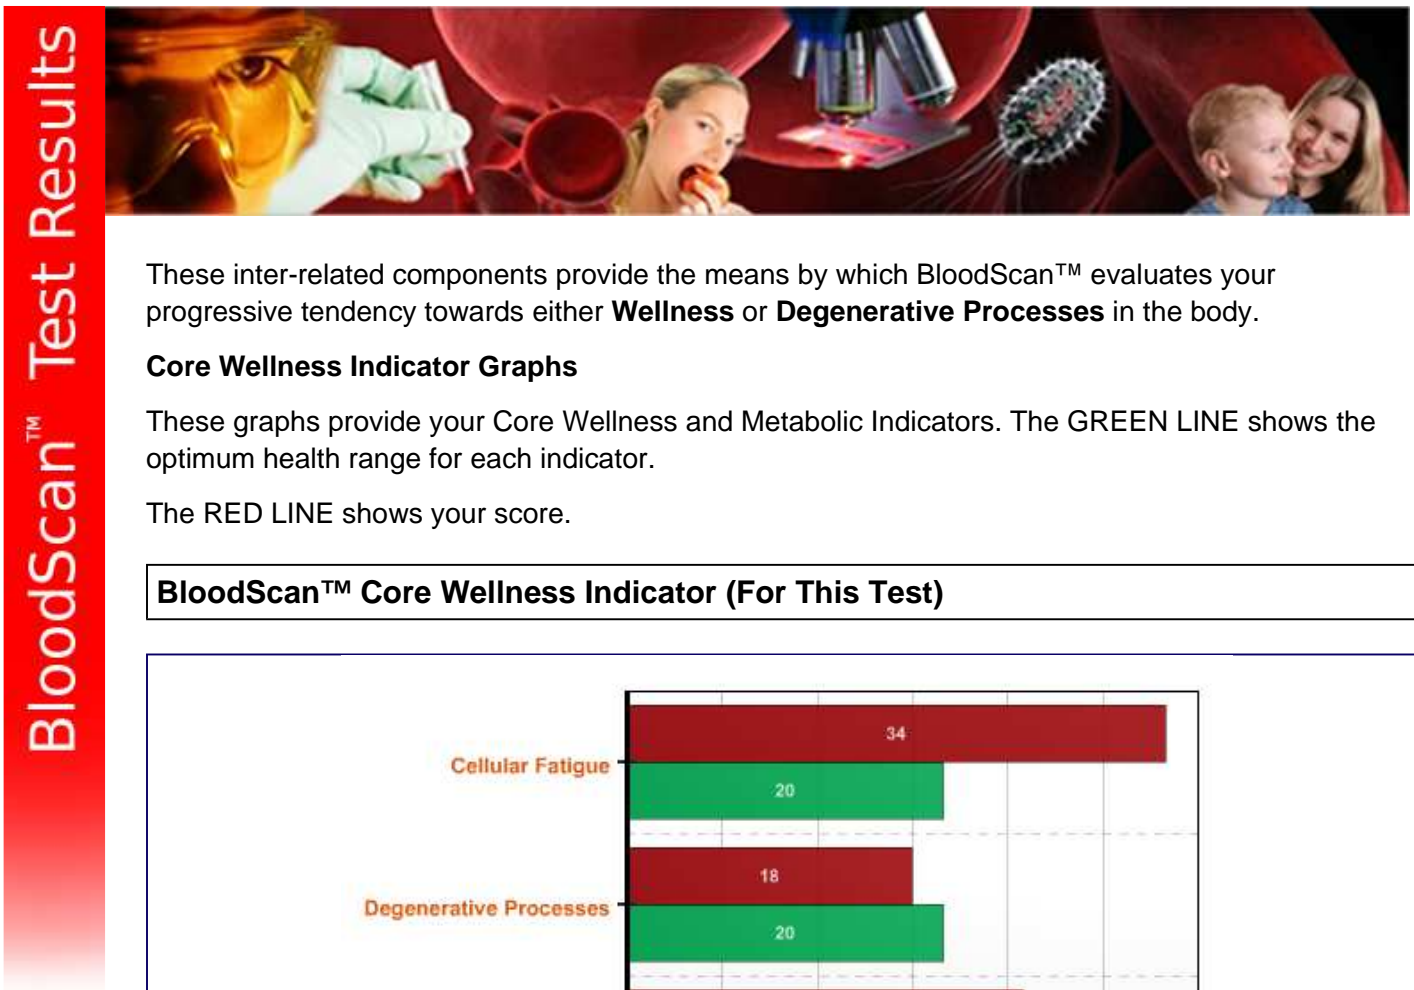 BloodScan™ Test Results
These inter-related components provide the means by which BloodScan™ evaluates your
progressive tendency towards either Wellness or Degenerative Processes in the body.
Core Wellness Indicator Graphs
These graphs provide your Core Wellness and Metabolic Indicators. The GREEN LINE shows the
optimum health range for each indicator.
The RED LINE shows your score.
BloodScan™ Core Wellness Indicator (For This Test)
34
Cellular Fatigue
20
18
Degenerative Processes
20